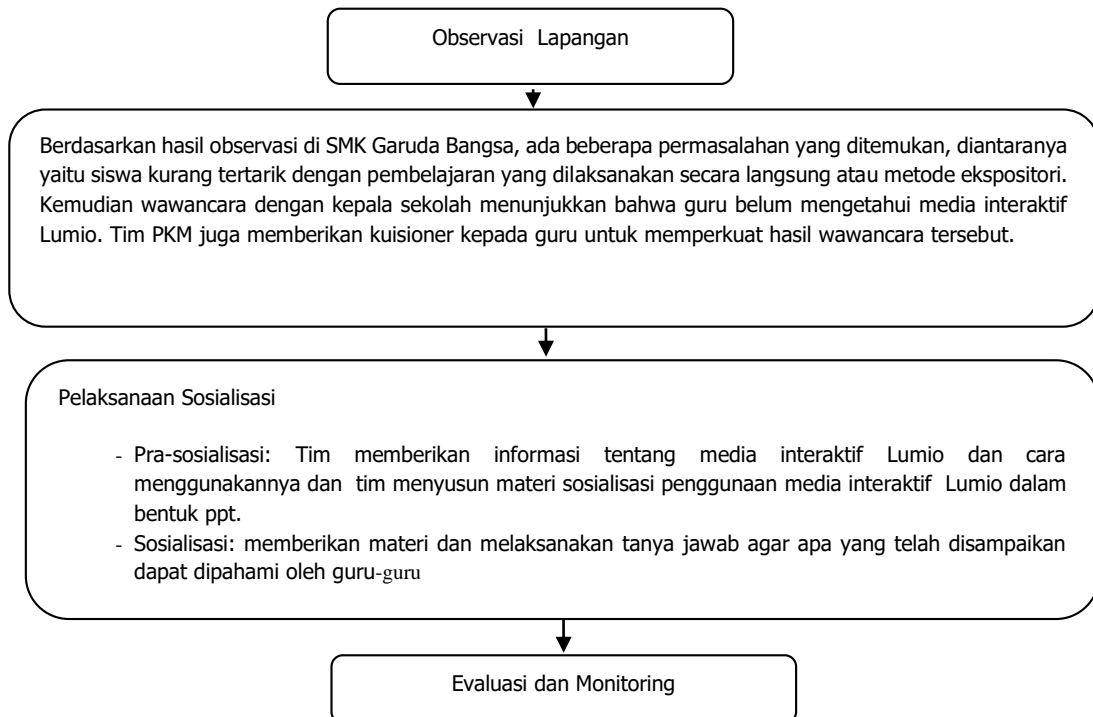 Observasi Lapangan
Berdasarkan hasil observasi di SMK Garuda Bangsa, ada beberapa permasalahan yang ditemukan, diantaranya
yaitu siswa kurang tertarik dengan pembelajaran yang dilaksanakan secara langsung atau metode ekspositori.
Kemudian wawancara dengan kepala sekolah menunjukkan bahwa guru belum mengetahui media interaktif
Lumio. Tim PKM juga memberikan kuisioner kepada guru untuk memperkuat hasil wawancara tersebut.
Pelaksanaan Sosialisasi
- Pra-sosialisasi: Tim memberikan informasi tentang media interaktif Lumio dan cara
menggunakannya dan tim menyusun materi sosialisasi penggunaan media interaktif Lumio dalam
bentuk ppt.
- Sosialisasi: memberikan materi dan melaksanakan tanya jawab agar apa yang telah disampaikan
dapat dipahami oleh guru-guru
Evaluasi dan Monitoring